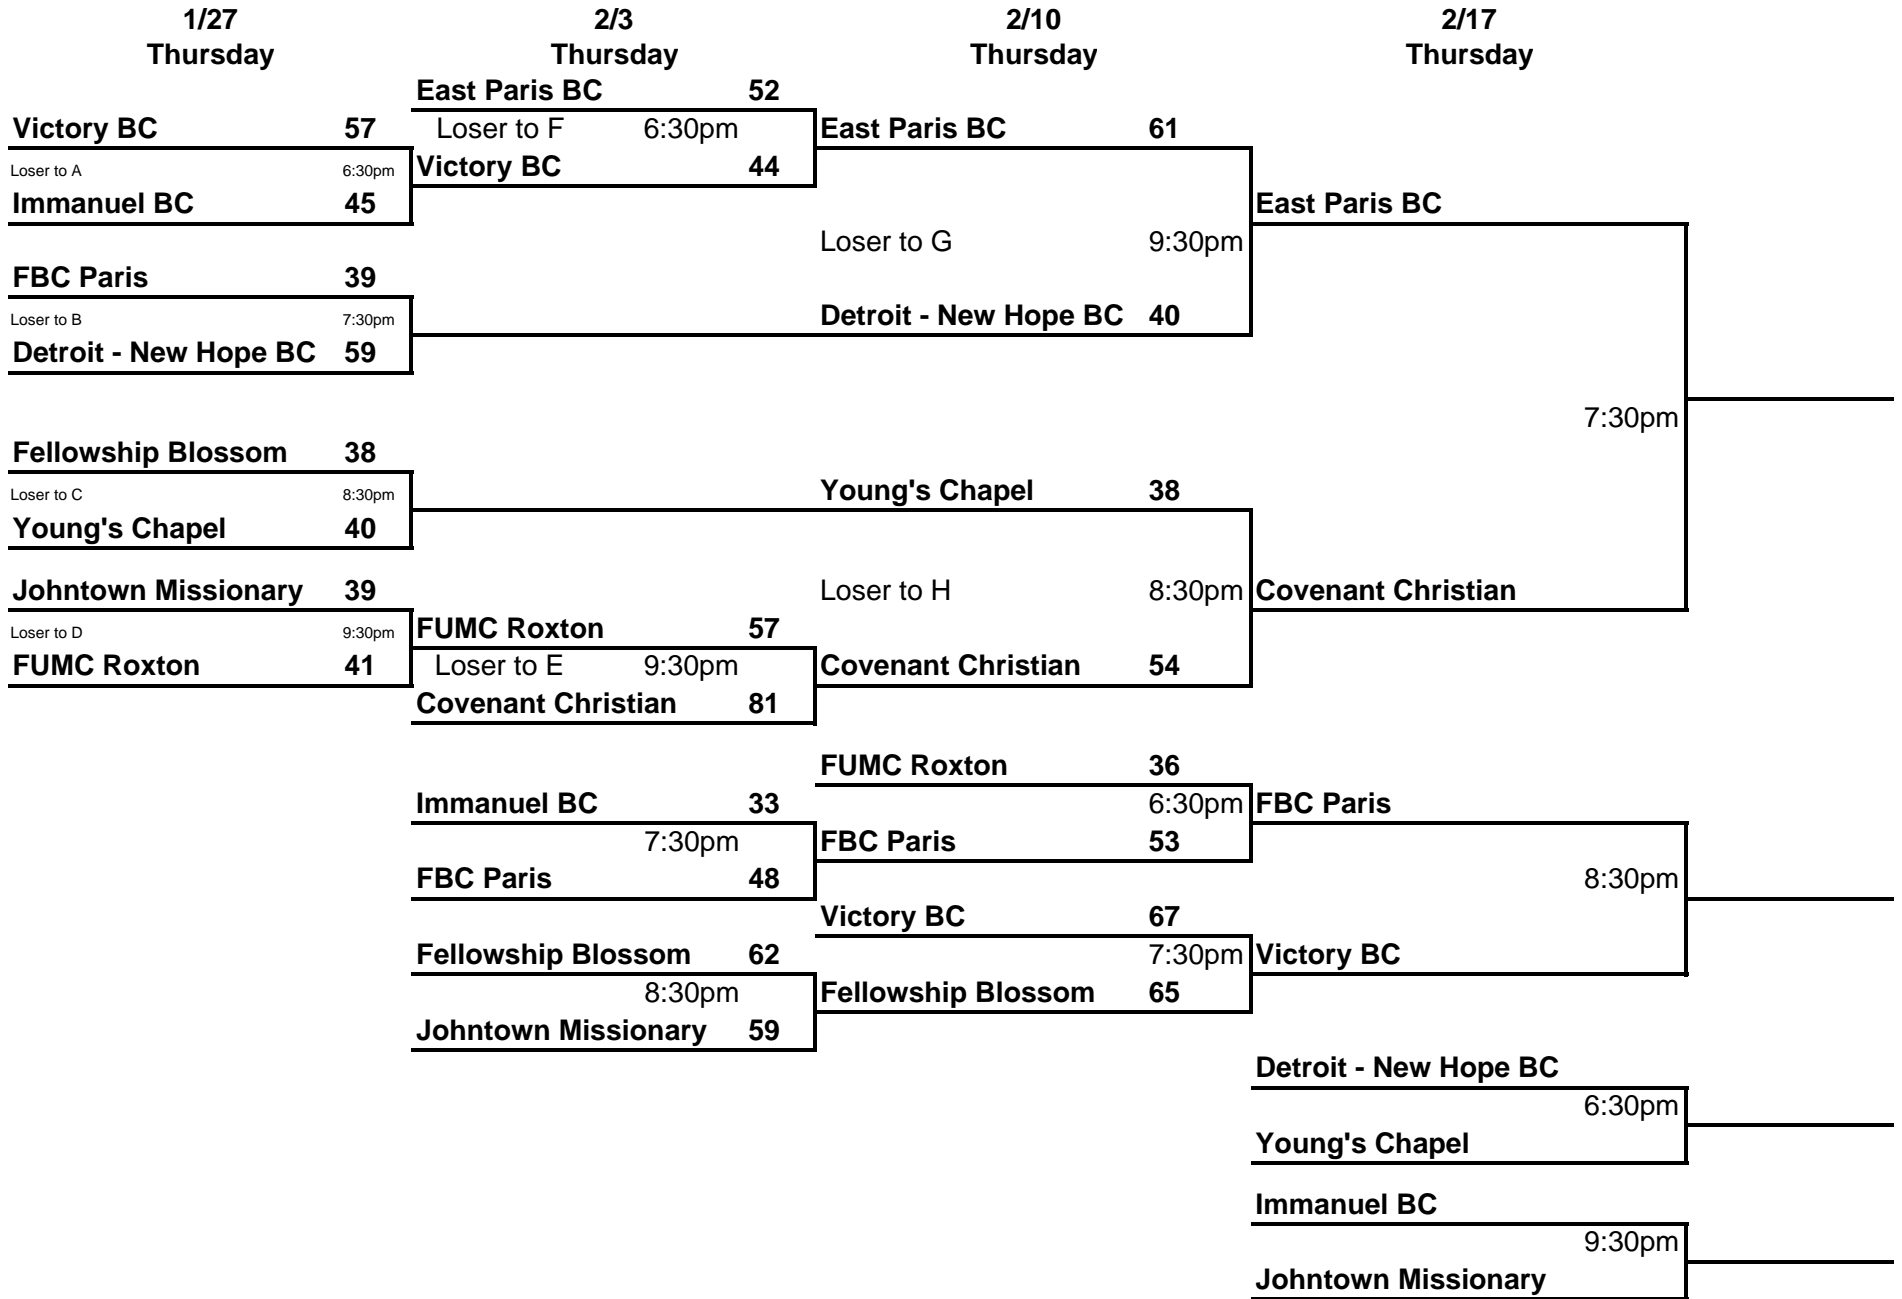 1/27 2/3 2/10 2/17
Thursday Thursday Thursday Thursday
East Paris BC 52
Victory BC 57 Loser to F 6:30pm East Paris BC 61
Loser to A 6:30pm Victory BC 44
Immanuel BC 45 East Paris BC
Loser to G 9:30pm
FBC Paris 39
Loser to B 7:30pm Detroit - New Hope BC 40
Detroit - New Hope BC 59
7:30pm
Fellowship Blossom 38
Loser to C 8:30pm Young's Chapel 38
Young's Chapel 40
Johntown Missionary 39 Loser to H 8:30pm Covenant Christian
Loser to D 9:30pm FUMC Roxton 57
FUMC Roxton 41 Loser to E 9:30pm Covenant Christian 54
Covenant Christian 81
FUMC Roxton 36
Immanuel BC 33 6:30pm FBC Paris
7:30pm FBC Paris 53
FBC Paris 48 8:30pm
Victory BC 67
Fellowship Blossom 62 7:30pm Victory BC
8:30pm Fellowship Blossom 65
Johntown Missionary 59
Detroit - New Hope BC
6:30pm
Young's Chapel
Immanuel BC
9:30pm
Johntown Missionary